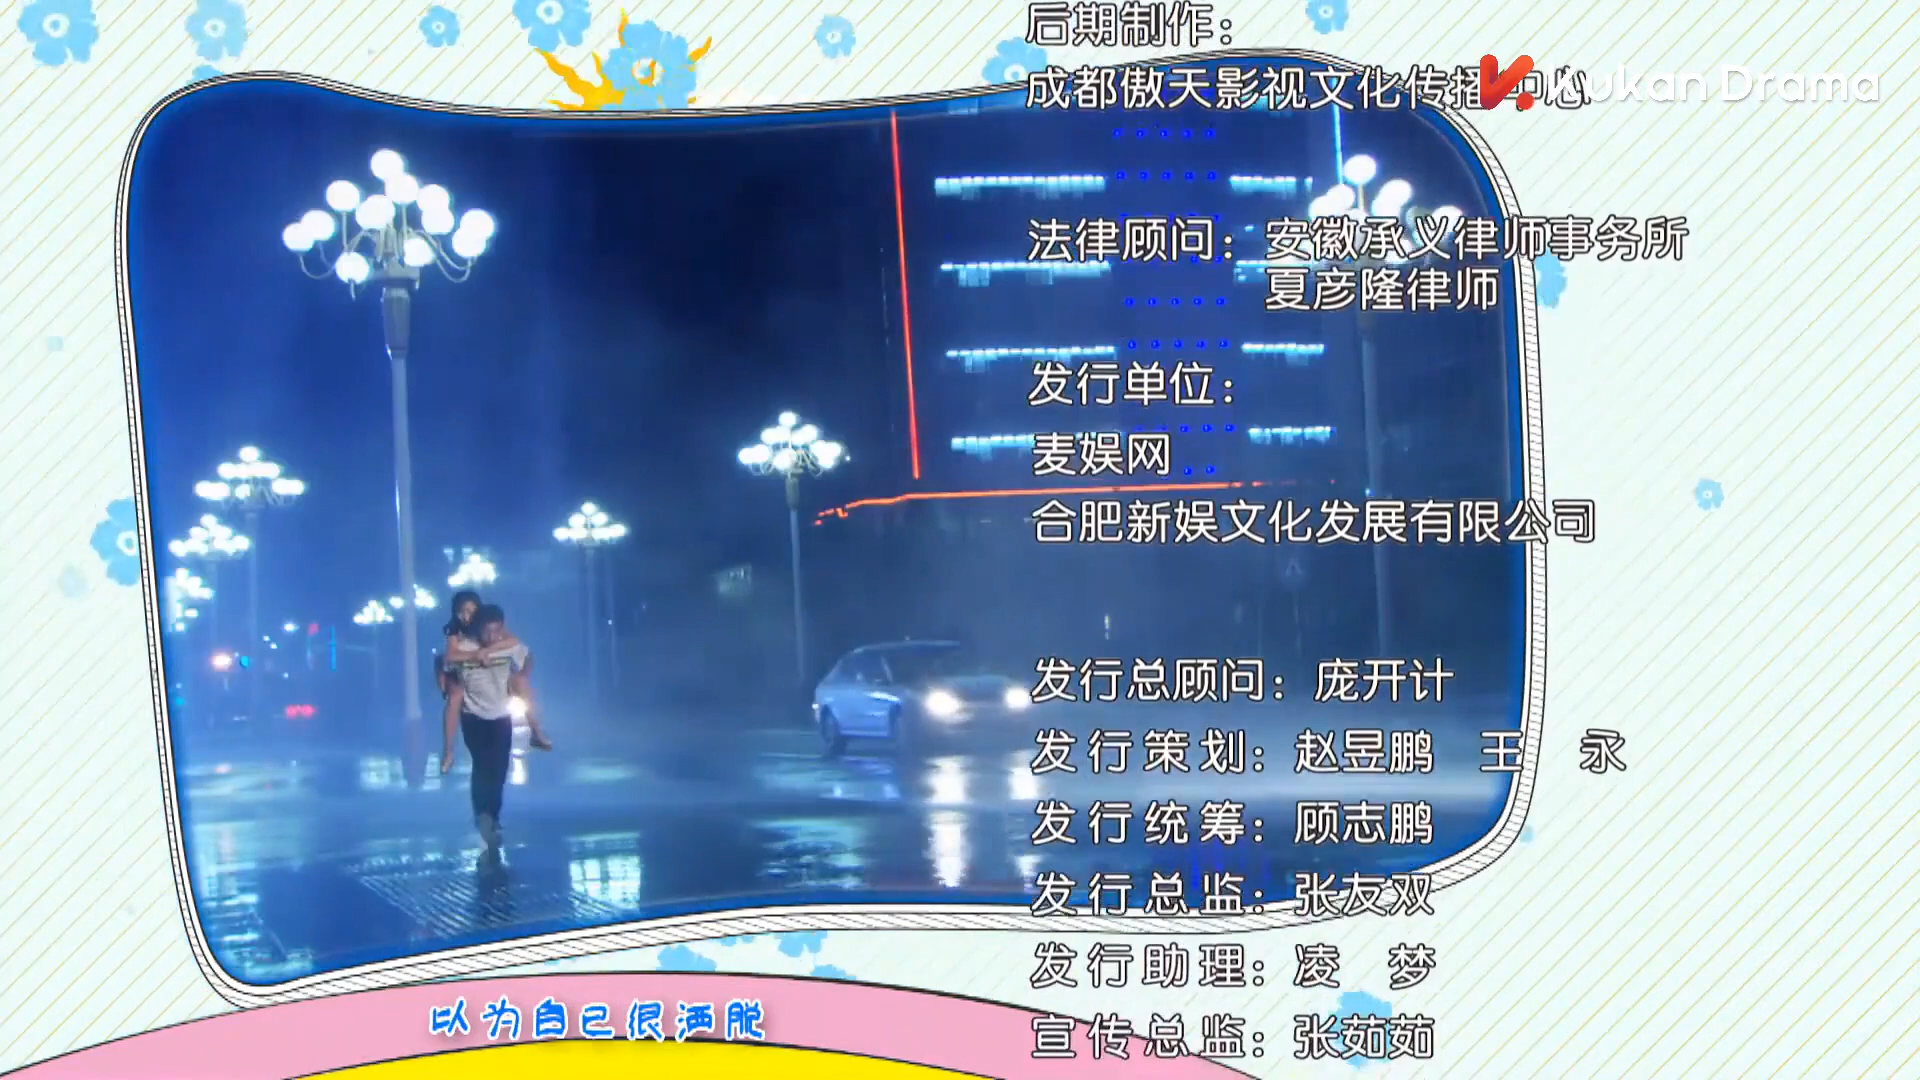 后期制作：
成都傲天影视文化传播中心
Kukan Drama
法律顾问：安徽承义律师事务所
夏彦隆律师
发行单位：
麦娱网
合肥新娱文化发展有限公司
发行总顾问：庞开计
发行策划：赵昱鹏 王 永
发行统筹：顾志鹏
发行总监：张友双
发行助理：凌 梦
宣传总监：张茹茹
以为自己很洒脱